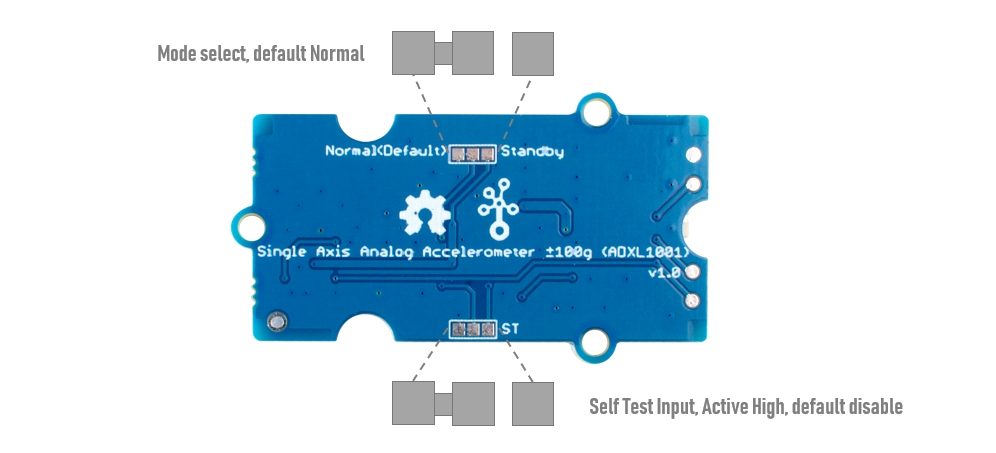 Mode select, default Normal
Normal(Default) Standby
Single Axis Analog Accelerometer ±100g (ADXL1001)
v1.0
ST
Self Test Input, Active High, default disable